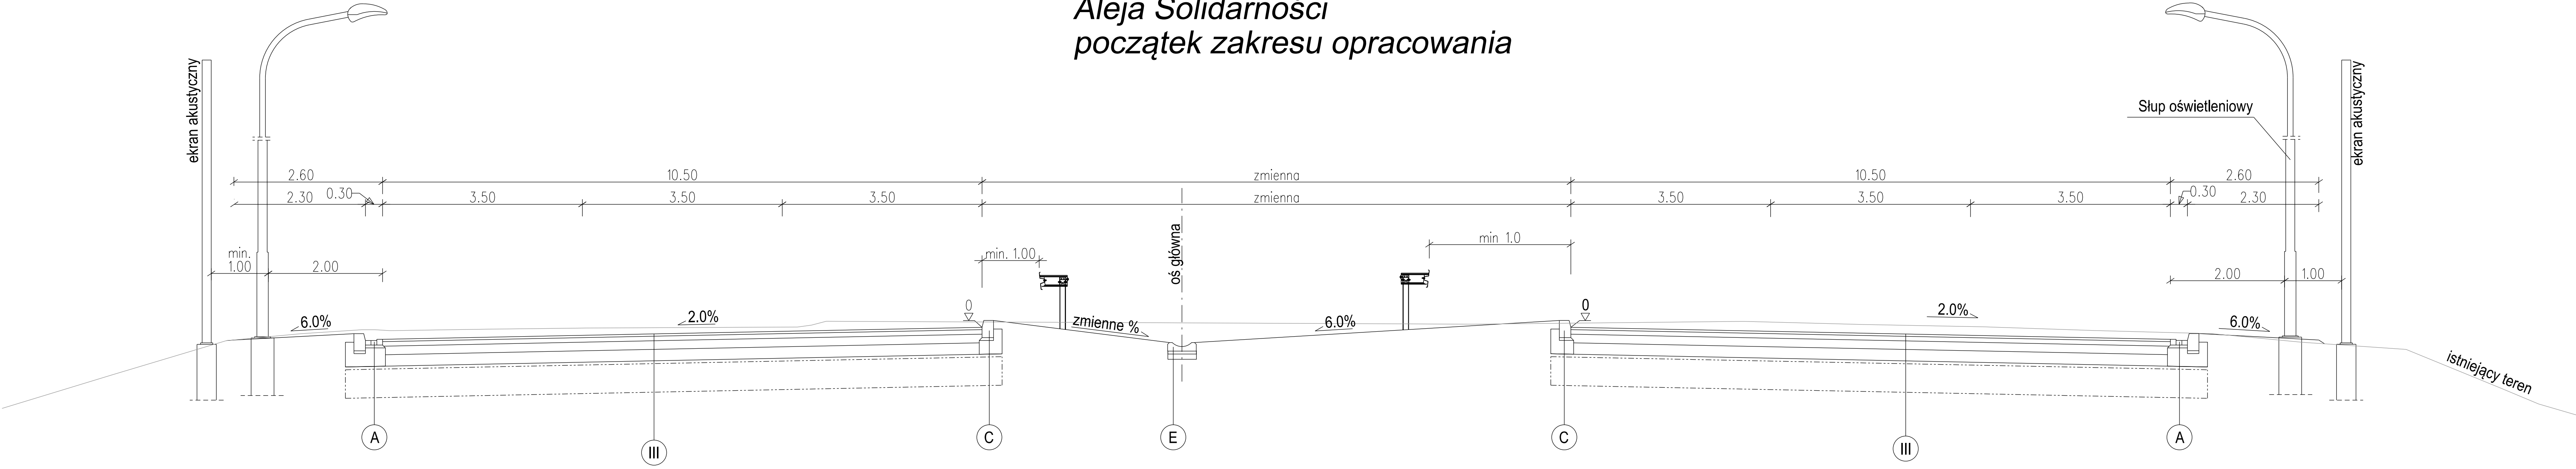 Aleja Solidarności
początek zakresu opracowania
ekran akustyczny
Słup oświetleniowy
ekran akustyczny
2.60
10.50
zmienna
10.50
2.60
2.30
0.30
3.50
3.50
3.50
zmienna
3.50
3.50
3.50
0.30
2.30
oś główna
min.
1.00
2.00
min. 1.00
min 1.0
2.00
1.00
6.0%
2.0%
0
zmienne %
6.0%
0
2.0%
6.0%
istniejący teren
A
III
C
E
C
III
A